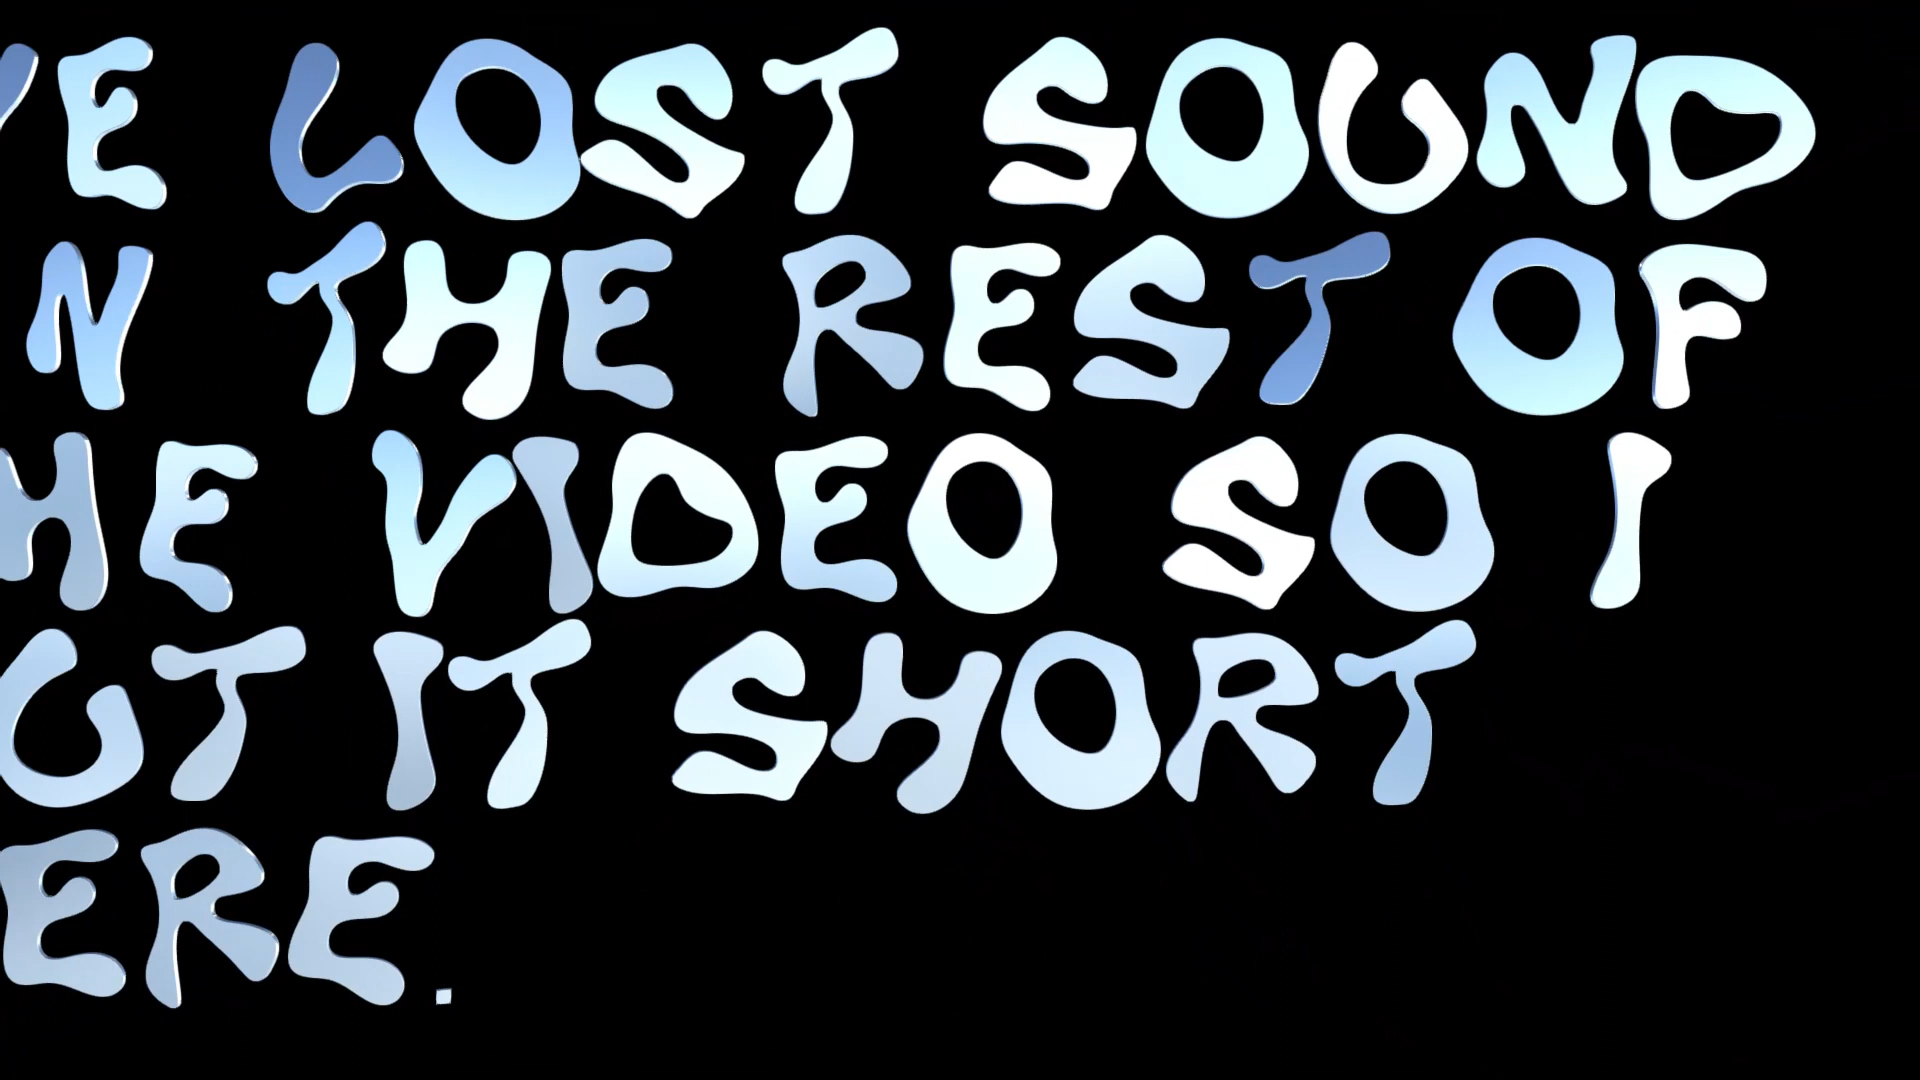 VE LOST SOUND
N THE REST OF
HE VIDEO SO I
UT IT SHORT
ERE.